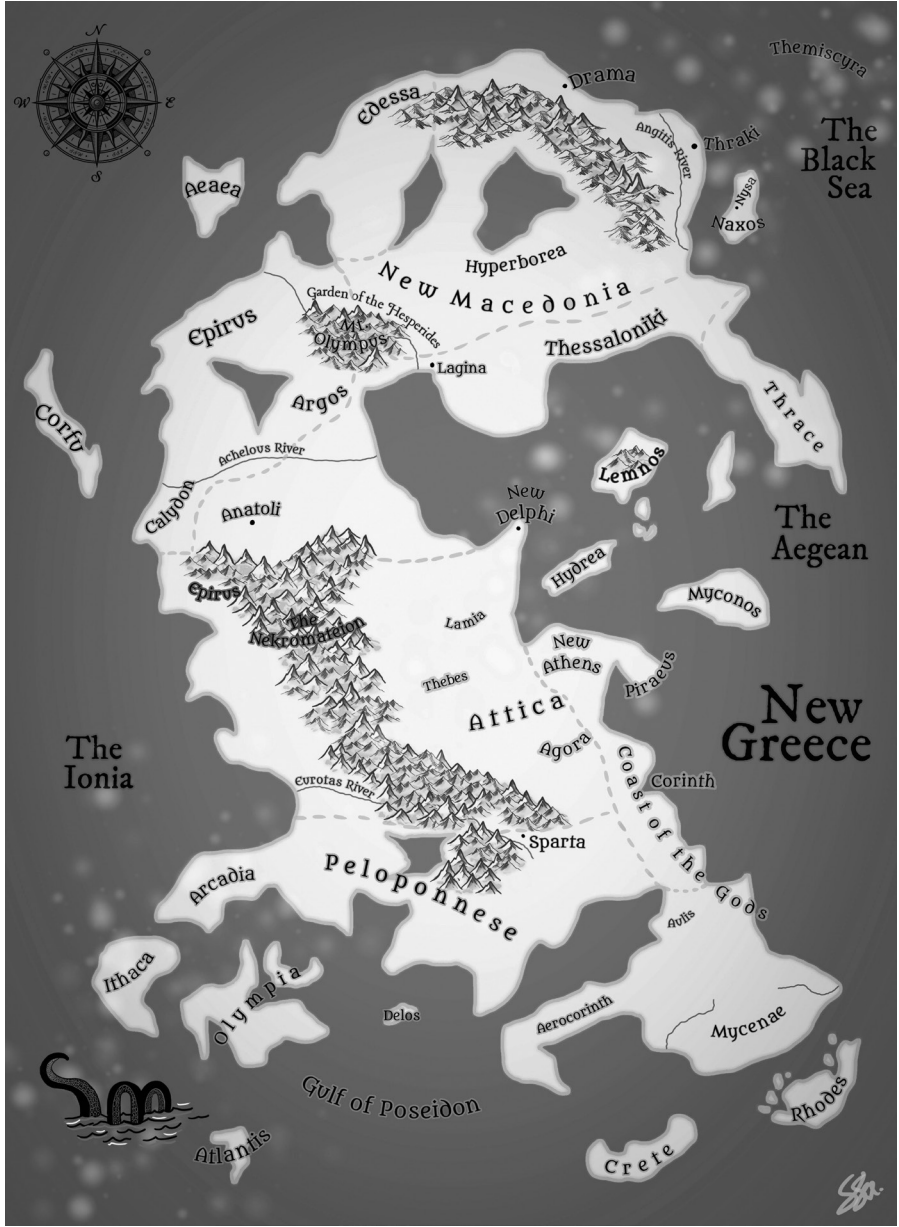 N
W
E
S
Themiscyra
The
Black
Sea
Drama
Edessa
Angitis River
Thraki
Aeaea
Nysa
Naxos
Hyperborea
New Macedonia
Garden of the Hesperides
Mt.
Olympus
Epirus
Thessaloniki
Lagina
Argos
Thrace
Corfu
Achelous River
Lemnos
Calydon
Anatoli
New
Delphi
The
Aegean
Hydrea
Epirus
Myconos
The
Nekromateion
Lamia
New
Athens
Thebes
Piraeus
Attica
New
Greece
Agora
The
Ionia
Coast of the Gods
Corinth
Eurotas River
Sparta
Peloponnese
Arcadia
Aulis
Ithaca
Olympia
Delos
Aerocorinth
Mycenae
Gulf of Poseidon
Rhodes
Atlantis
Crete